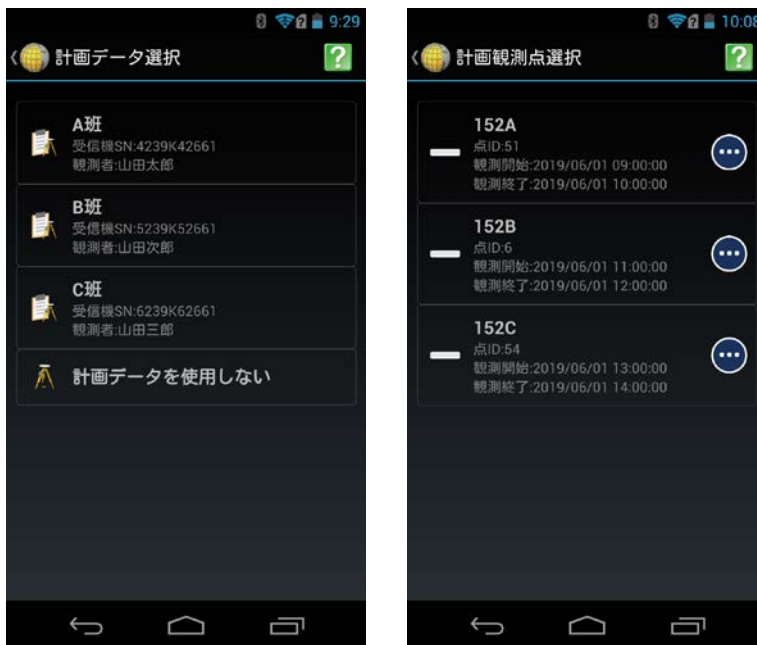 9:29
計画データ選択
?
A班
受信機SN:4239K42661
観測者:山田太郎
B班
受信機SN:5239K52661
観測者:山田次郎
C班
受信機SN:6239K62661
観測者:山田三郎
計画データを使用しない
10:08
計画観測点選択
?
152A
点ID:51
観測開始:2019/06/01 09:00:00
観測終了:2019/06/01 10:00:00
152B
点ID:6
観測開始:2019/06/01 11:00:00
観測終了:2019/06/01 12:00:00
152C
点ID:54
観測開始:2019/06/01 13:00:00
観測終了:2019/06/01 14:00:00